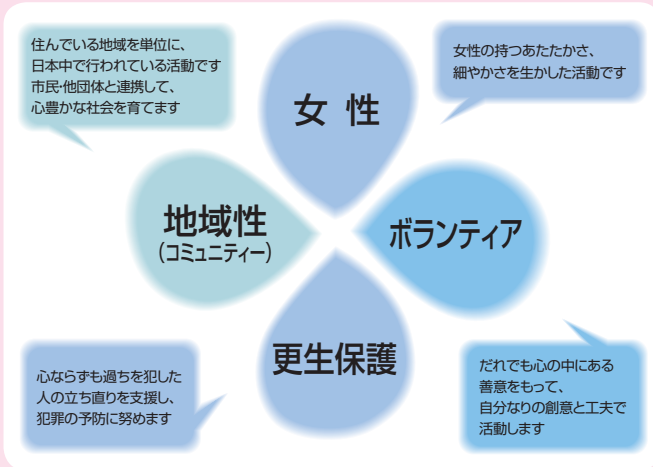 住んでいる地域を単位に、
日本中で行われている活動です
市民・他団体と連携して、
心豊かな社会を育てます
女性の持つあたたかさ、
細やかさを生かした活動です
女 性
地域性
（コミュニティー）
ボランティア
更生保護
心ならずも過ちを犯した
人の立ち直りを支援し、
犯罪の予防に努めます
だれでも心の中にある
善意をもって、
自分なりの創意と工夫で
活動します